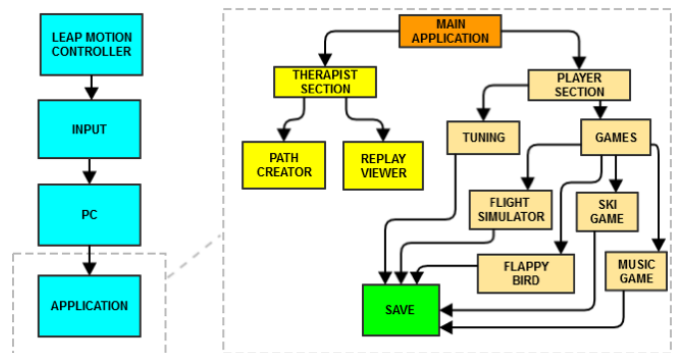 LEAP MOTION
CONTROLLER
INPUT
PC
APPLICATION
MAIN
APPLICATION
THERAPIST
SECTION
PLAYER
SECTION
PATH
CREATOR
REPLAY
VIEWER
TUNING
GAMES
FLIGHT
SIMULATOR
SKI
GAME
FLAPPY
BIRD
MUSIC
GAME
SAVE